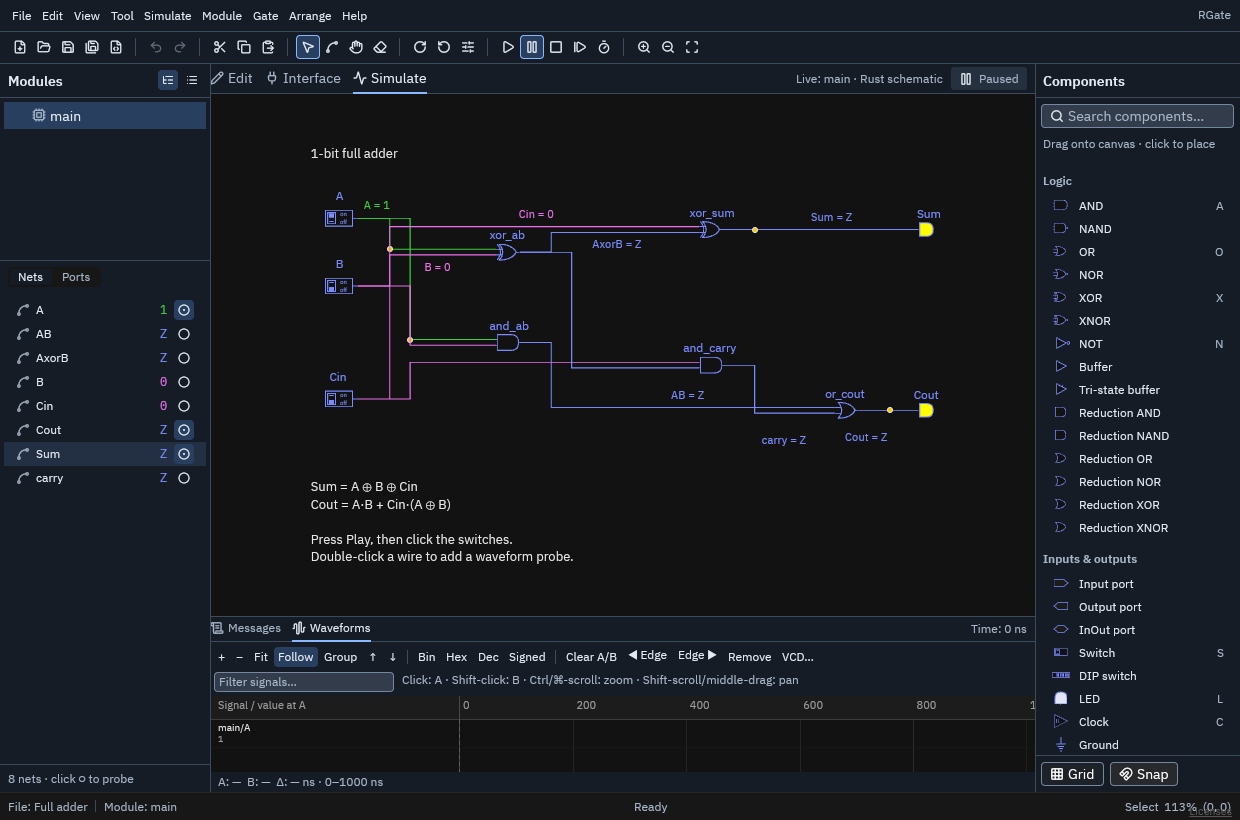 File Edit View Tool Simulate Module Gate Arrange Help RGate
Modules
main
Nets Ports
A 1
AB Z
AxorB Z
B 0
Cin 0
Cout Z
Sum Z
carry Z
8 nets · click ○ to probe
Edit Interface Simulate Live: main · Rust schematic Paused
1-bit full adder
A
A = 1
on
off
Cin = 0
xor_sum
Sum = Z
Sum
xor_ab
AxorB = Z
B
B = 0
on
off
and_ab
and_carry
Cin
on
off
AB = Z
or_cout
Cout
carry = Z
Cout = Z
Sum = A ⊕ B ⊕ Cin
Cout = A·B + Cin·(A ⊕ B)
Press Play, then click the switches.
Double-click a wire to add a waveform probe.
Messages Waveforms Time: 0 ns
+ − Fit Follow Group ↑ ↓ Bin Hex Dec Signed Clear A/B ◀ Edge Edge ▶ Remove VCD...
Filter signals... Click: A · Shift-click: B · Ctrl/⌘-scroll: zoom · Shift-scroll/middle-drag: pan
Signal / value at A 0 200 400 600 800 1
main/A
1
A: — B: — Δ: — ns · 0–1000 ns
Components
Search components...
Drag onto canvas · click to place
Logic
AND A
NAND
OR O
NOR
XOR X
XNOR
NOT N
Buffer
Tri-state buffer
Reduction AND
Reduction NAND
Reduction OR
Reduction NOR
Reduction XOR
Reduction XNOR
Inputs & outputs
Input port
Output port
InOut port
Switch S
DIP switch
LED L
Clock C
Ground
Grid Snap
File: Full adder Module: main Ready Select 113% (0, 0)
Licenses